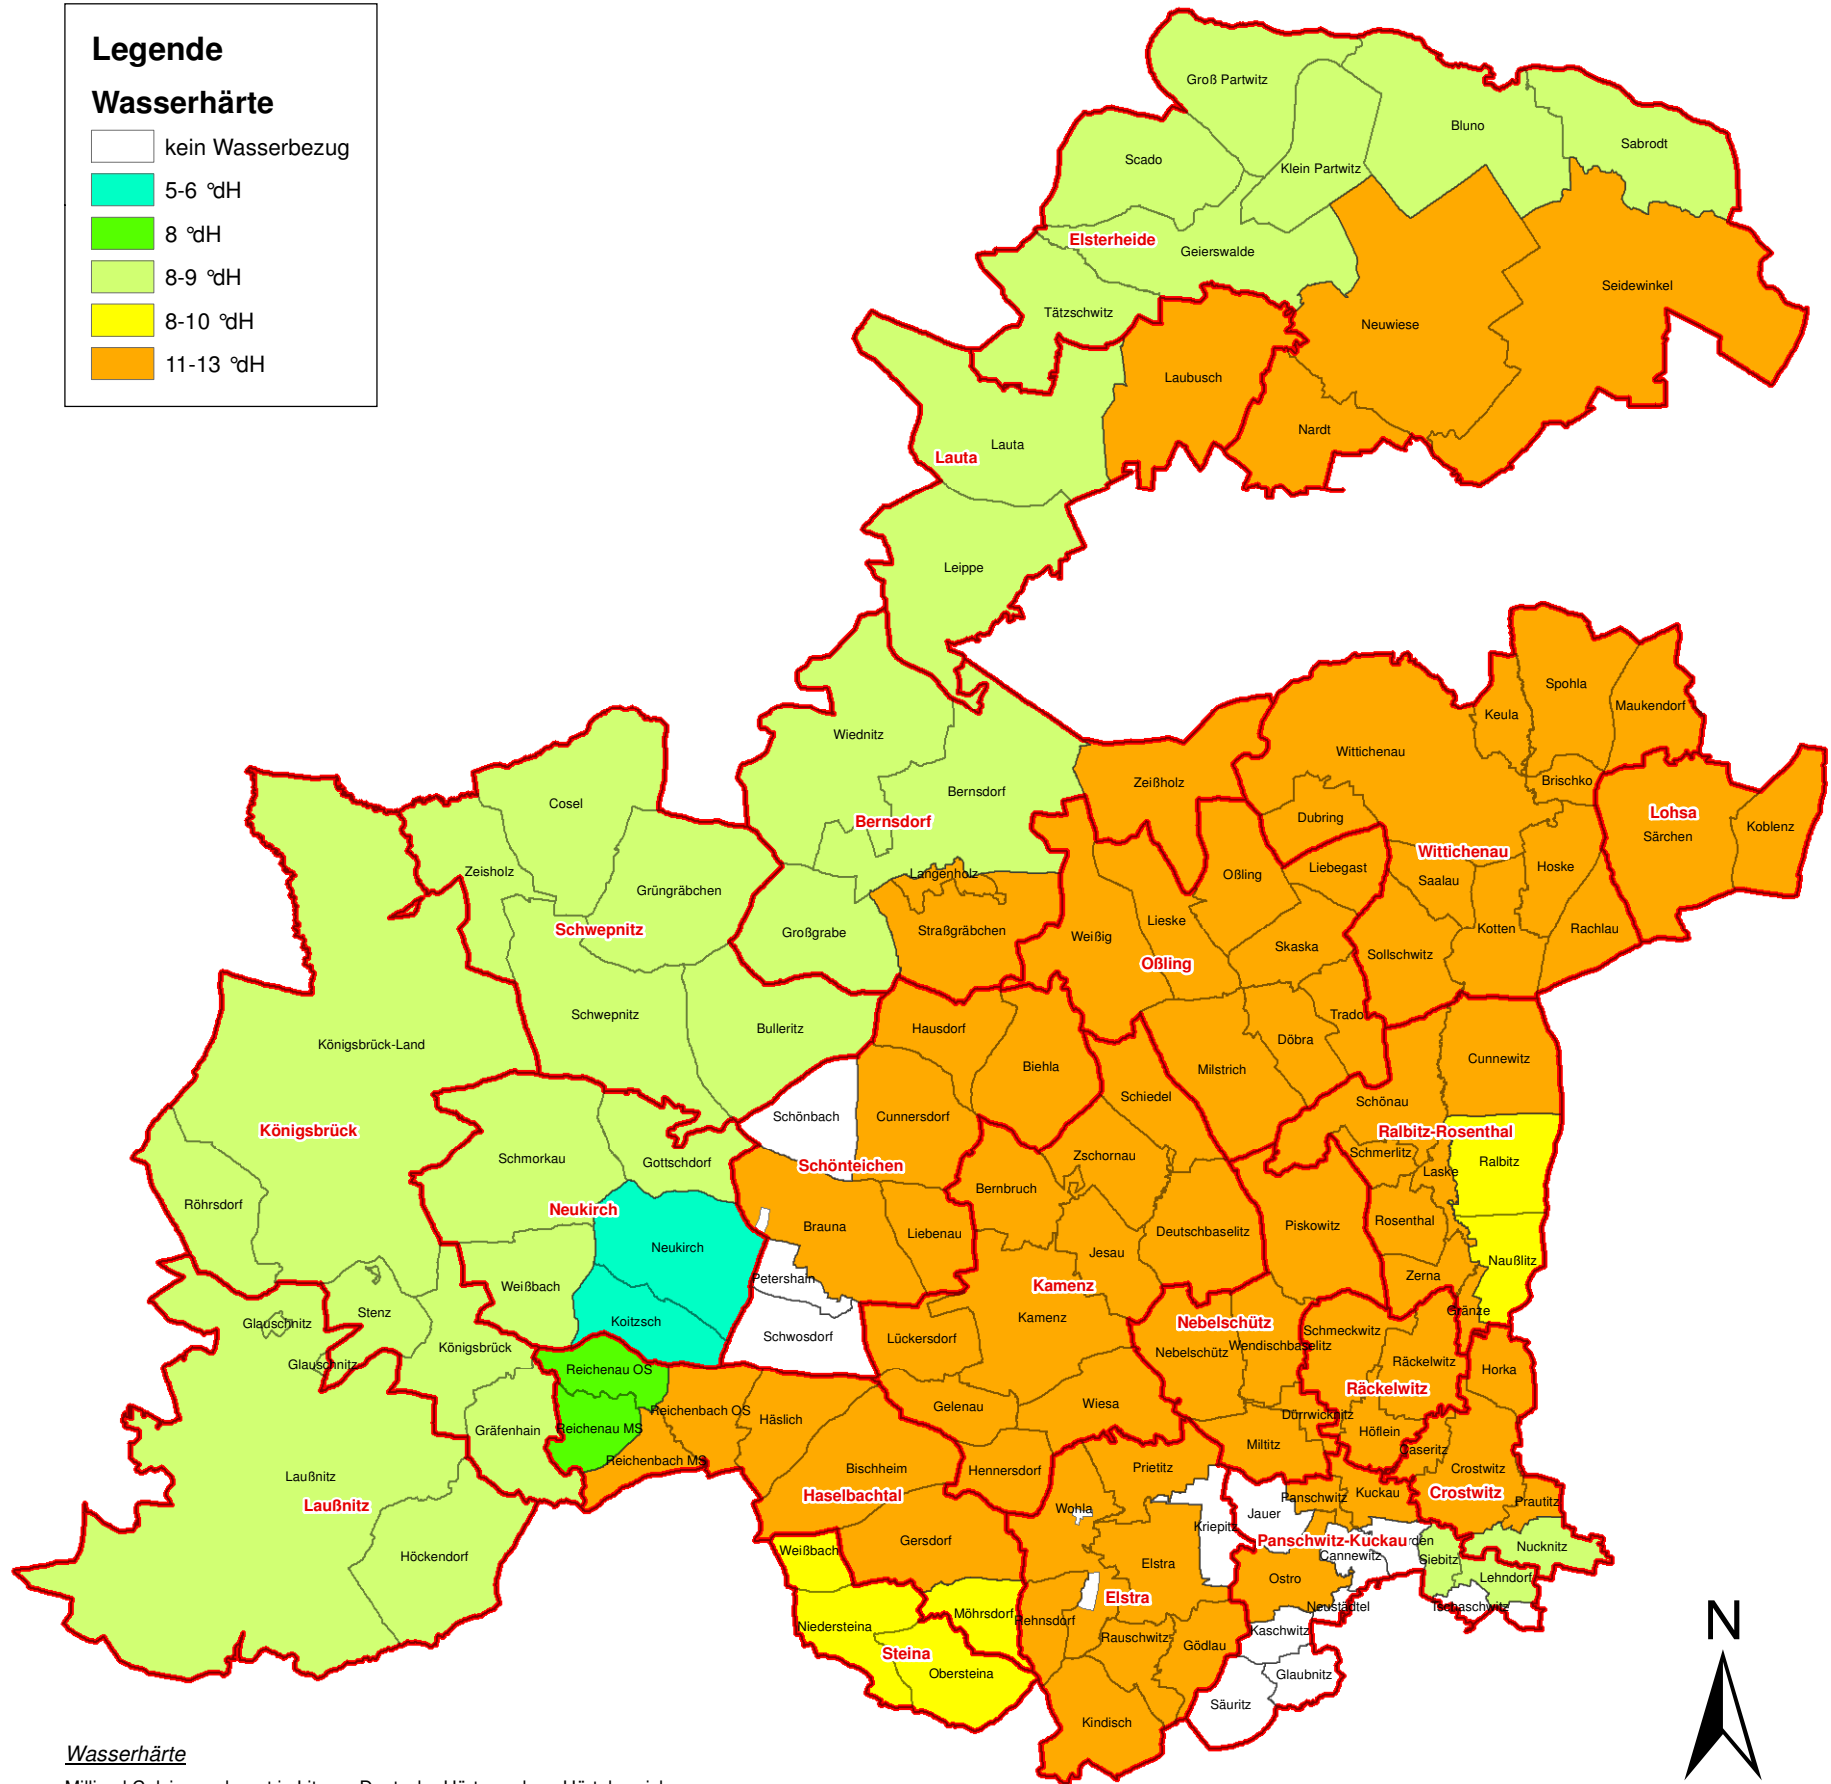 Legende
Wasserhärte
kein Wasserbezug
5-6 °dH
8 °dH
8-9 °dH
8-10 °dH
11-13 °dH
Groß Partwitz
Bluno
Sabrodt
Scado
Klein Partwitz
Elsterheide
Geierswalde
Seidewinkel
Tätzschwitz
Neuwiese
Laubusch
Nardt
Lauta
Lauta
Leippe
Spohla
Maukendorf
Keula
Wiednitz
Wittichenau
Zeißholz
Brischko
Bernsdorf
Cosel
Lohsa
Dubring
Bernsdorf
Koblenz
Särchen
Wittichenau
Zeisholz
Langenholz
Oßling
Liebegast
Hoske
Saalau
Grüngräbchen
Lieske
Schwepnitz
Großgrabe
Straßgräbchen
Weißig
Kotten
Rachlau
Skaska
Sollschwitz
Oßling
Schwepnitz
Bulleritz
Hausdorf
Trado
Döbra
Königsbrück-Land
Biehla
Milstrich
Cunnewitz
Schiedel
Schönau
Schönbach
Cunnersdorf
Königsbrück
Ralbitz-Rosenthal
Schmorkau
Gottschdorf
Schönteichen
Zschornau
Schmerlitz
Laske
Ralbitz
Bernbruch
Röhrsdorf
Neukirch
Brauna
Liebenau
Deutschbaselitz
Piskowitz
Rosenthal
Neukirch
Jesau
Naußlitz
Petershain
Zerna
Weißbach
Kamenz
Gränze
Stenz
Glauschnitz
Koitzsch
Kamenz
Nebelschütz
Schwosdorf
Lückersdorf
Schmeckwitz
Königsbrück
Nebelschütz
Wendischbaselitz
Glauschnitz
Reichenau OS
Räckelwitz
Horka
Räckelwitz
Wiesa
Gelenau
Reichenbach OS
Häslich
Dürrwicknitz
Gräfenhain
Reichenau MS
Höflein
Miltitz
Caseritz
Reichenbach MS
Bischheim
Hennersdorf
Prietitz
Crostwitz
Laußnitz
Haselbachtal
Panschwitz
Kuckau
Crostwitz
Prautitz
Laußnitz
Wohla
Jauer
Kriepitz
Gersdorf
Panschwitz-Kuckau
Nucknitz
Weißbach
Cannewitz
Siebitz
Höckendorf
Elstra
Ostro
Lehndorf
Elstra
Neustädtel
Möhrsdorf
Niedersteina
Rauschwitz
Gödlau
Kaschwitz
Steina
Obersteina
Glaubnitz
Säuritz
Kindisch
N
Wasserhärte